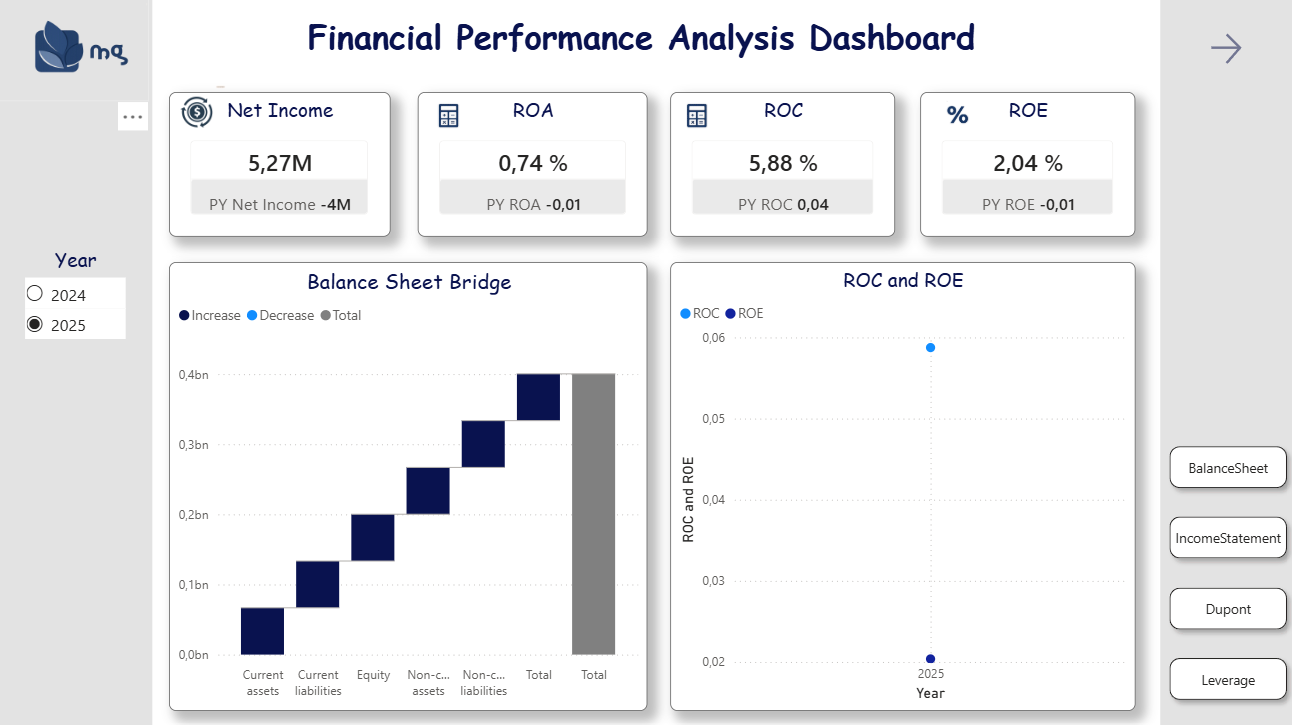 mg
Financial Performance Analysis Dashboard
Net Income
5,27M
PY Net Income -4M
ROA
0,74 %
PY ROA -0,01
ROC
5,88 %
PY ROC 0,04
%
ROE
2,04 %
PY ROE -0,01
Year
2024
2025
Balance Sheet Bridge
Increase Decrease Total
0,4bn
0,3bn
0,2bn
0,1bn
0,0bn
Current
assets
Current
liabilities
Equity
Non-c...
assets
Non-c...
liabilities
Total
Total
ROC and ROE
ROC ROE
ROC and ROE
0,06
0,05
0,04
0,03
0,02
2025
Year
BalanceSheet
IncomeStatement
Dupont
Leverage